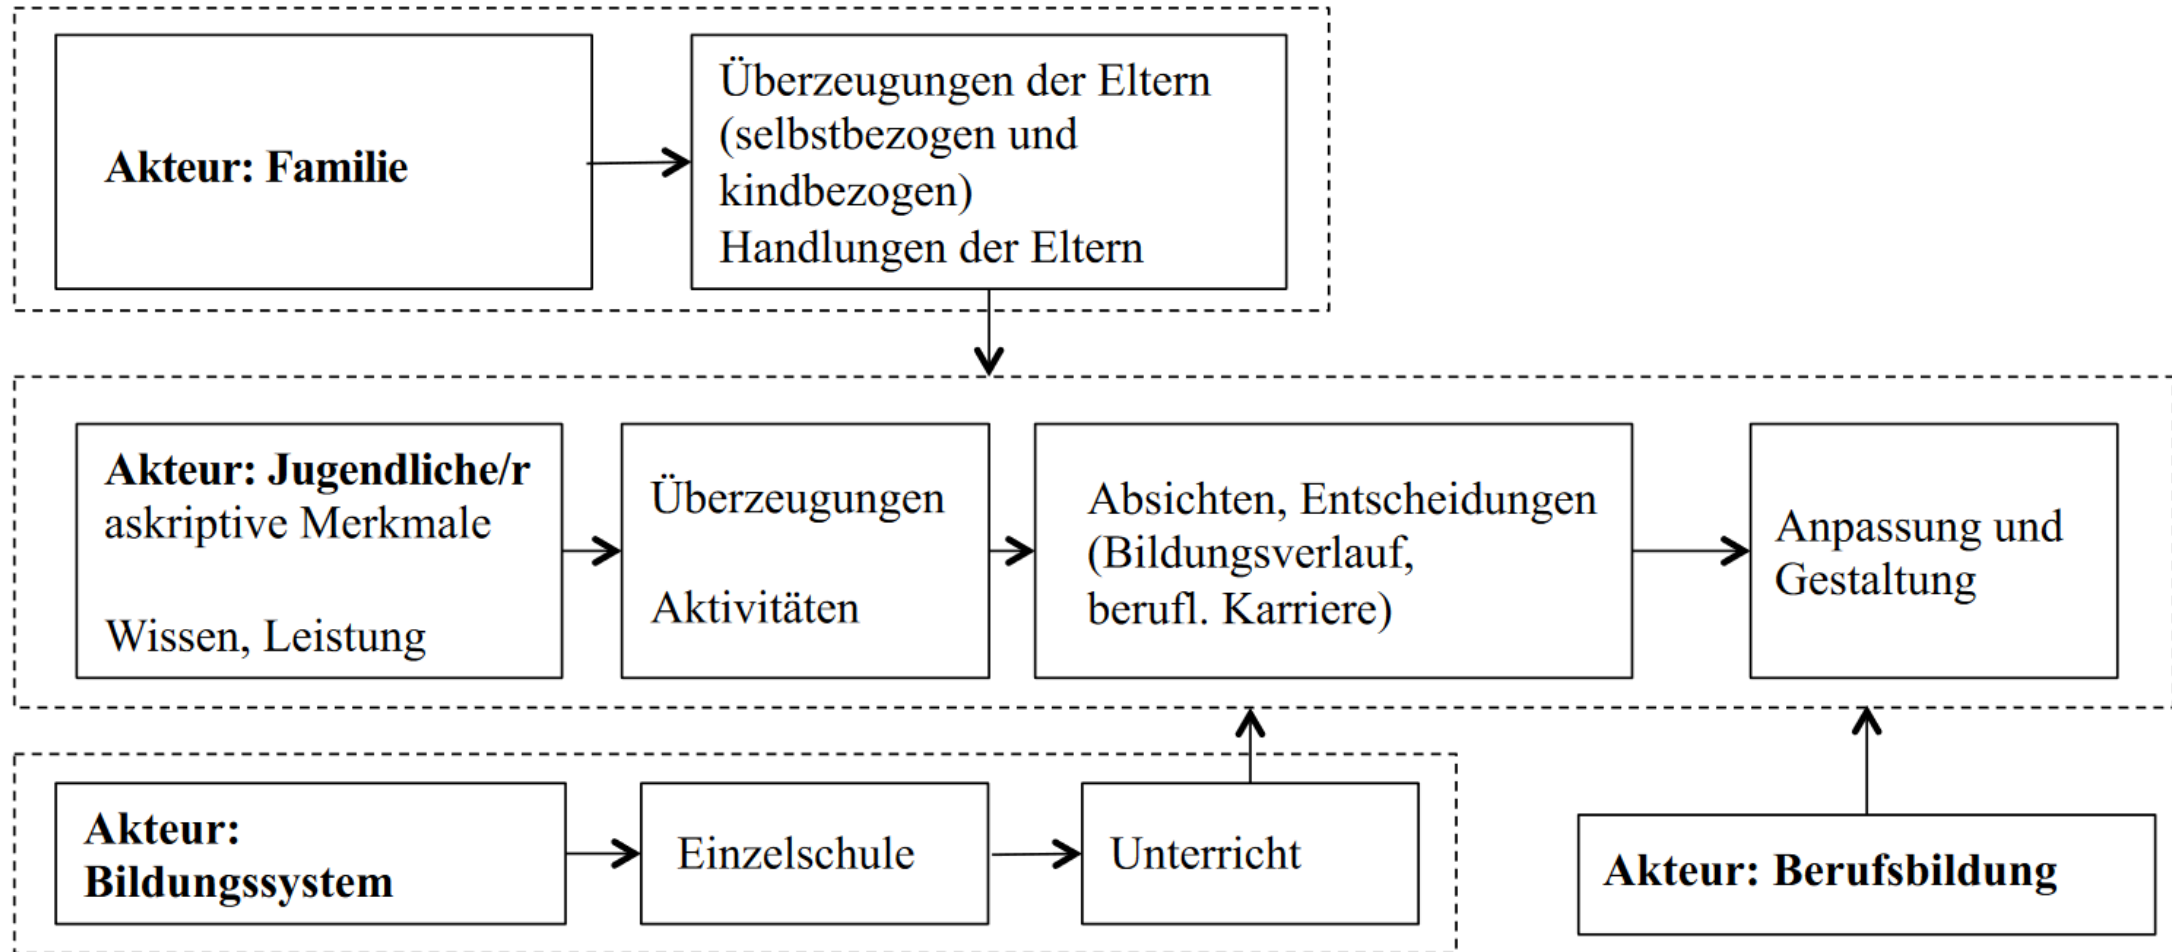 Akteur: Familie
Überzeugungen der Eltern
(selbstbezogen und
kindbezogen)
Handlungen der Eltern
Akteur: Jugendliche/r
askriptive Merkmale
Wissen, Leistung
Überzeugungen
Aktivitäten
Absichten, Entscheidungen
(Bildungsverlauf,
berufl. Karriere)
Anpassung und
Gestaltung
Akteur:
Bildungssystem
Einzelschule
Unterricht
Akteur: Berufsbildung